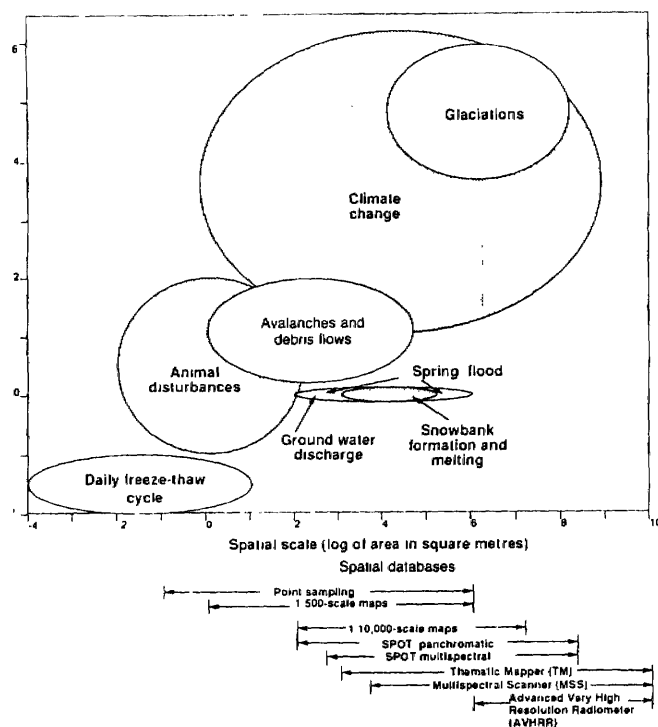 6
Glaciations
4
Climate
change
2
Avalanches and
debris flows
Animal
disturbances
Spring flood
0
Ground water
discharge
Snowbank
formation and
melting
Daily freeze-thaw
cycle
-4
-2
0
2
4
6
8
10
Spatial scale (log of area in square metres)
Spatial databases
Point sampling
1 500-scale maps
1 10,000-scale maps
SPOT panchromatic
SPOT multispectral
Thematic Mapper (TM)
Multispectral Scanner (MSS)
Advanced Very High
Resolution Radiometer
(AVHRR)